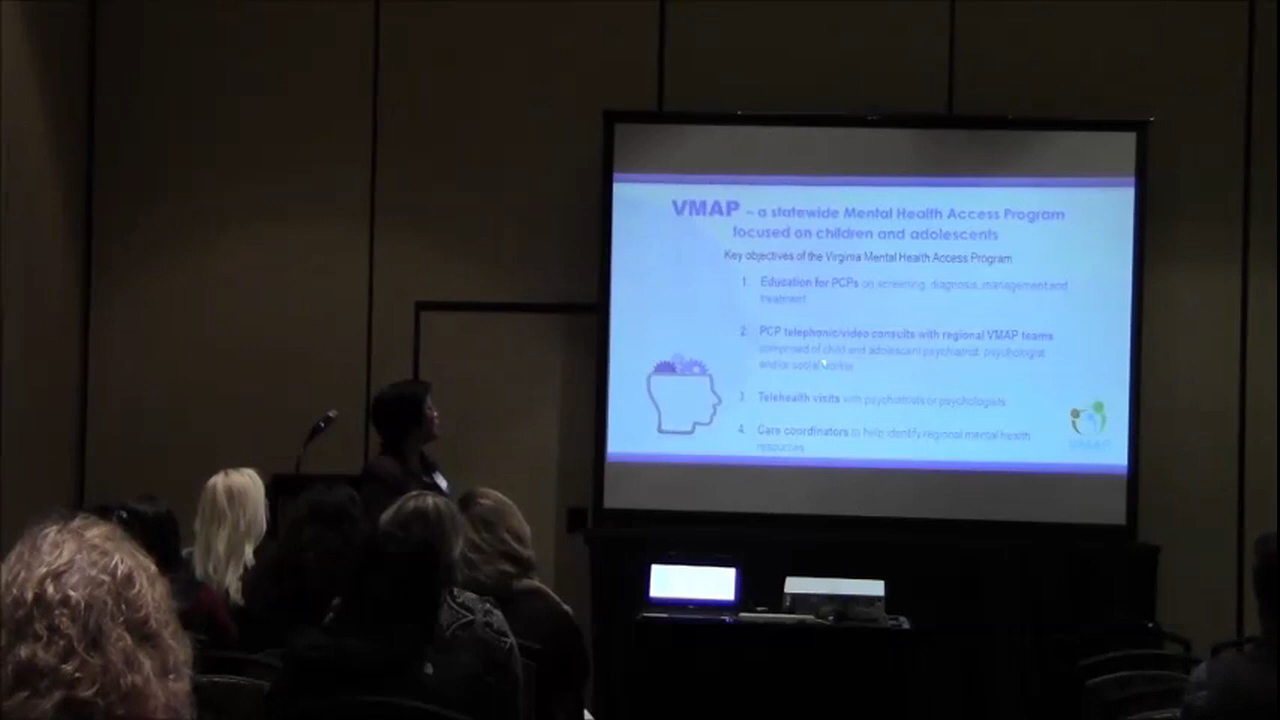 VMAP – a statewide Mental Health Access Program
focused on children and adolescents
Key objectives of the Virginia Mental Health Access Program
1. Education for PCPs on screening, diagnosis, management and
treatment
2. PCP telephonic/video consults with regional VMAP teams
comprised of child and adolescent psychiatrist, psychologist
and/or social worker
3. Telehealth visits with psychiatrists or psychologists
4. Care coordinators to help identify regional mental health
resources
VMAP